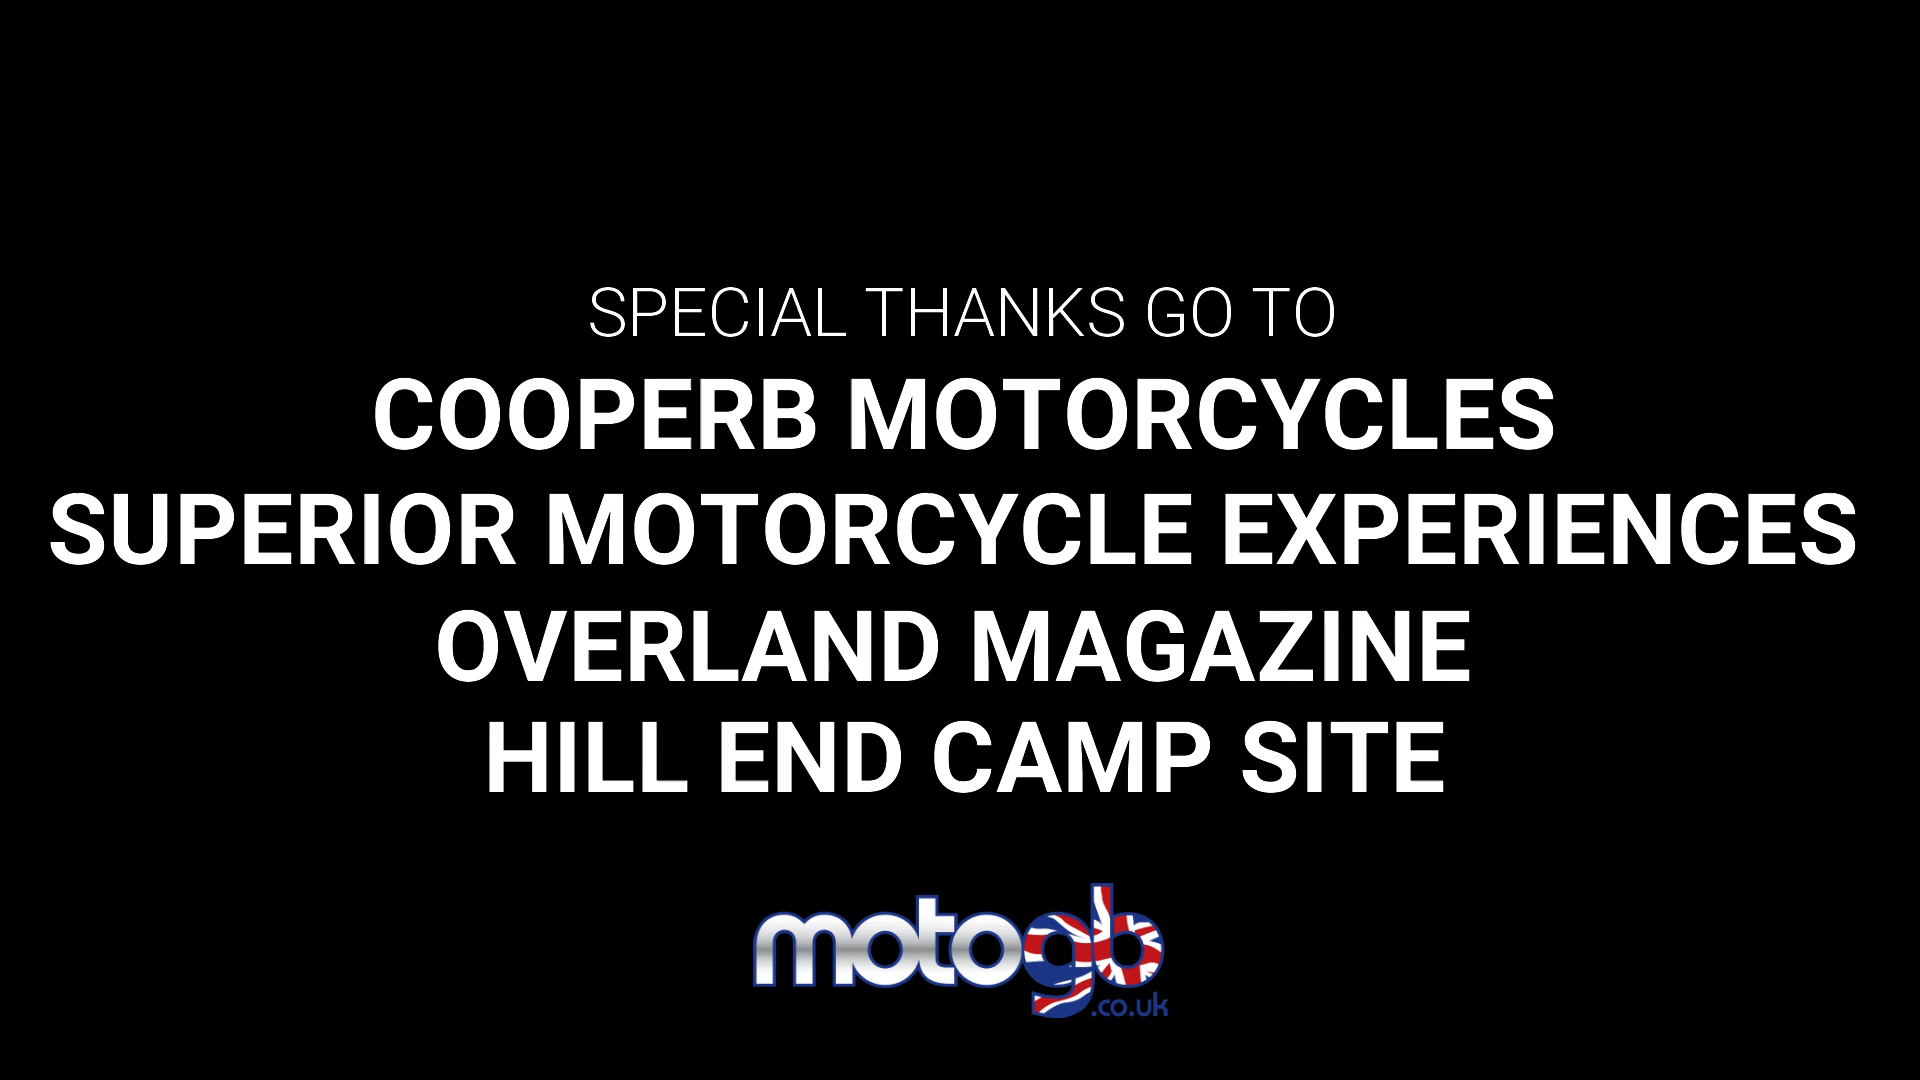 SPECIAL THANKS GO TO
COOPERB MOTORCYCLES
SUPERIOR MOTORCYCLE EXPERIENCES
OVERLAND MAGAZINE
HILL END CAMP SITE
motogb
.co.uk